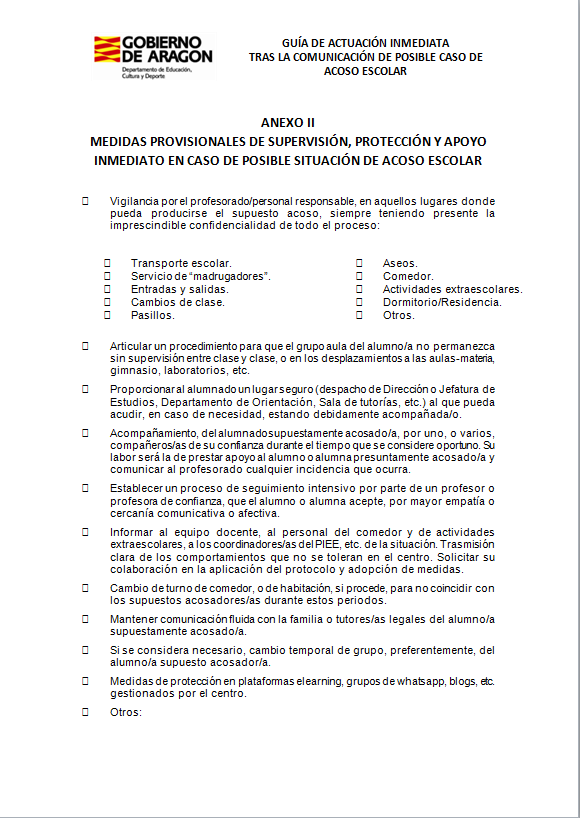 GOBIERNO
DE ARAGON
Departamento de Educación,
Cultura y Deporte
GUÍA DE ACTUACIÓN INMEDIATA
TRAS LA COMUNICACIÓN DE POSIBLE CASO DE
ACOSO ESCOLAR
ANEXO II
MEDIDAS PROVISIONALES DE SUPERVISIÓN, PROTECCIÓN Y APOYO
INMEDIATO EN CASO DE POSIBLE SITUACIÓN DE ACOSO ESCOLAR
Vigilancia por el profesorado/personal responsable, en aquellos lugares donde
pueda producirse el supuesto acoso, siempre teniendo presente la
imprescindible confidencialidad de todo el proceso:
Transporte escolar.
Servicio de “madrugadores”.
Entradas y salidas.
Cambios de clase.
Pasillos.
Aseos.
Comedor.
Actividades extraescolares.
Dormitorio/Residencia.
Otros.
Articular un procedimiento para que el grupo aula del alumno/a no permanezca
sin supervisión entre clase y clase, o en los desplazamientos a las aulas-materia,
gimnasio, laboratorios, etc.
Proporcionar al alumnado un lugar seguro (despacho de Dirección o Jefatura de
Estudios, Departamento de Orientación, Sala de tutorías, etc.) al que pueda
acudir, en caso de necesidad, estando debidamente acompañada/o.
Acompañamiento, del alumnado supuestamente acosado/a, por uno, o varios,
compañeros/as de su confianza durante el tiempo que se considere oportuno. Su
labor será la de prestar apoyo al alumno o alumna presuntamente acosado/a y
comunicar al profesorado cualquier incidencia que ocurra.
Establecer un proceso de seguimiento intensivo por parte de un profesor o
profesora de confianza, que el alumno o alumna acepte, por mayor empatía o
cercanía comunicativa o afectiva.
Informar al equipo docente, al personal del comedor y de actividades
extraescolares, a los coordinadores/as del PIEE, etc. de la situación. Trasmisión
clara de los comportamientos que no se toleran en el centro. Solicitar su
colaboración en la aplicación del protocolo y adopción de medidas.
Cambio de turno de comedor, o de habitación, si procede, para no coincidir con
los supuestos acosadores/as durante estos periodos.
Mantener comunicación fluida con la familia o tutores/as legales del alumno/a
supuestamente acosado/a.
Si se considera necesario, cambio temporal de grupo, preferentemente, del
alumno/a supuesto acosador/a.
Medidas de protección en plataformas elearning, grupos de whatsapp, blogs, etc.
gestionados por el centro.
Otros: